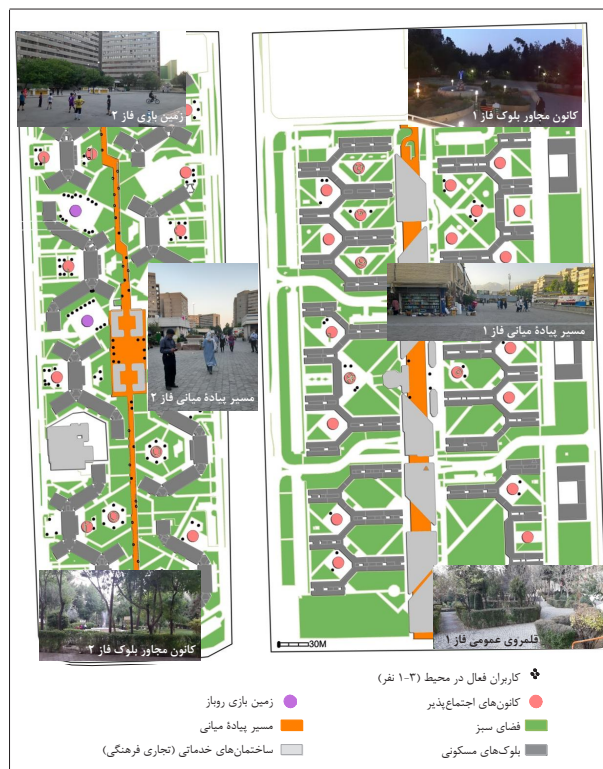 زمین بازی فاز ۲
کانون مجاور بلوک فاز ۱
مسیر پیادهٔ میانی فاز ۲
مسیر پیادهٔ میانی فاز ۱
کانون مجاور بلوک فاز ۲
قلمروی عمومی فاز ۱
30M
کاربران فعال در محیط (۳-۱ نفر)
کانون‌های اجتماع‌پذیر
زمین بازی روباز
فضای سبز
مسیر پیادهٔ میانی
بلوک‌های مسکونی
ساختمان‌های خدماتی (تجاری فرهنگی)